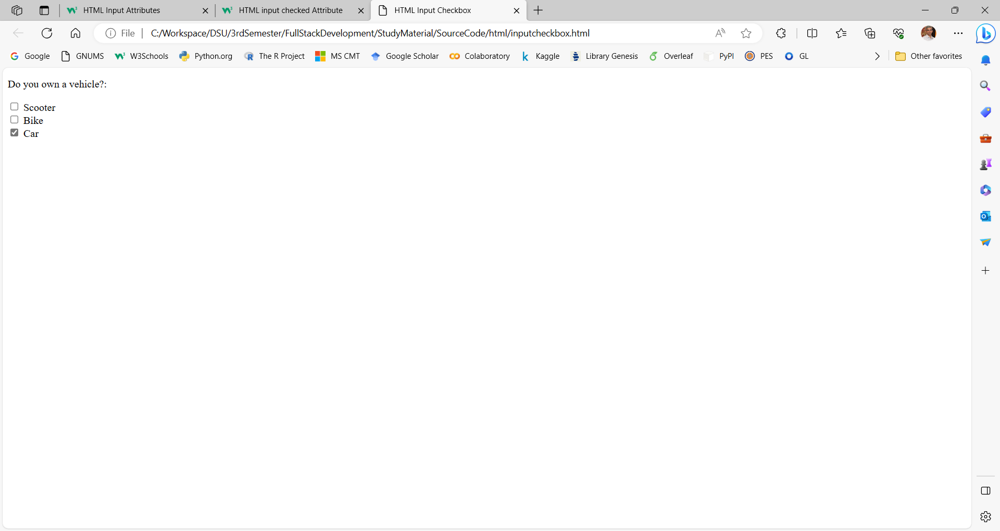 HTML Input Attributes
HTML input checked Attribute
HTML Input Checkbox
File
C:/Workspace/DSU/3rdSemester/FullStackDevelopment/StudyMaterial/SourceCode/html/inputcheckbox.html
Google GNUMS W3Schools Python.org The R Project MS CMT Google Scholar Colaboratory Kaggle Library Genesis Overleaf PyPI PES GL Other favorites
Do you own a vehicle?:
Scooter
Bike
Car